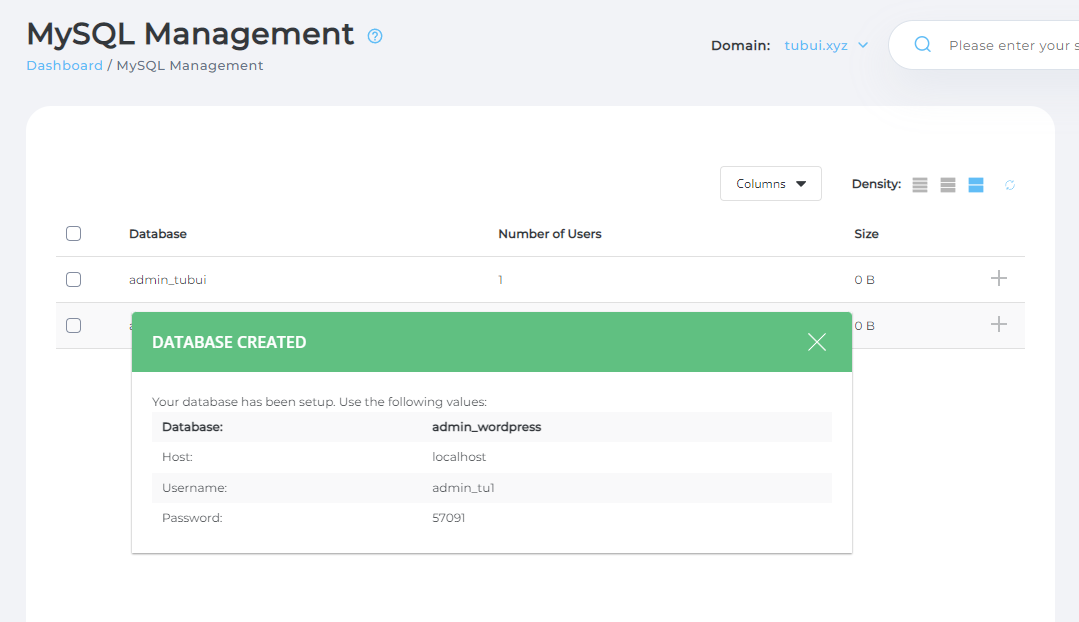 MySQL Management
Domain: tubui.xyz
Please enter your s
Dashboard / MySQL Management
Columns
Density:
Database Number of Users Size
admin_tubui 1 0 B
0 B
DATABASE CREATED
Your database has been setup. Use the following values:
Database: admin_wordpress
Host: localhost
Username: admin_tu1
Password: 57091